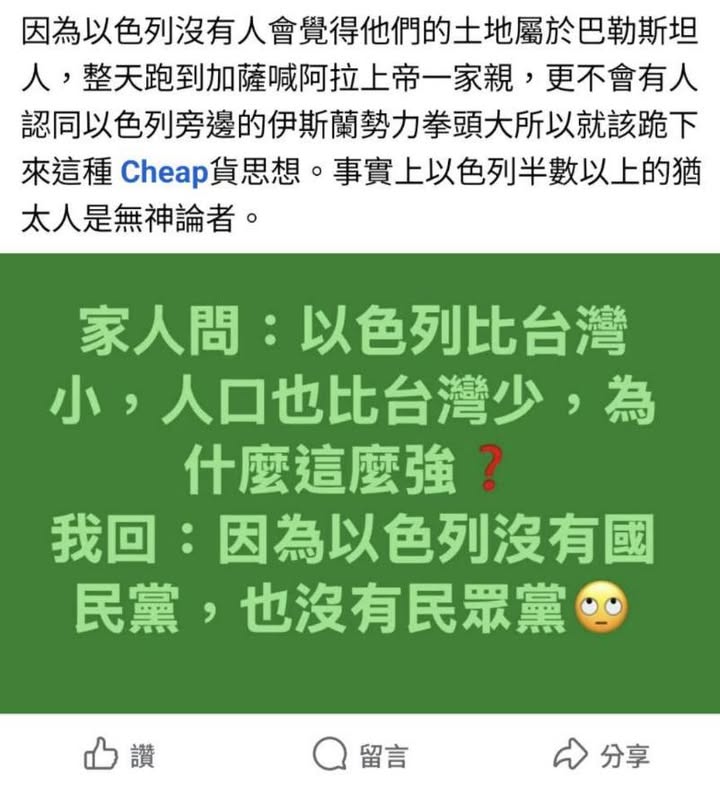 因為以色列沒有人會覺得他們的土地屬於巴勒斯坦
人，整天跑到加薩喊阿拉上帝一家親，更不會有人
認同以色列旁邊的伊斯蘭勢力拳頭大所以就該跪下
來這種 Cheap貨思想。事實上以色列半數以上的猶
太人是無神論者。
家人問：以色列比台灣
小，人口也比台灣少，為
什麼這麼強❓
我回：因為以色列沒有國
民黨，也沒有民眾黨🙄
讚
留言
分享